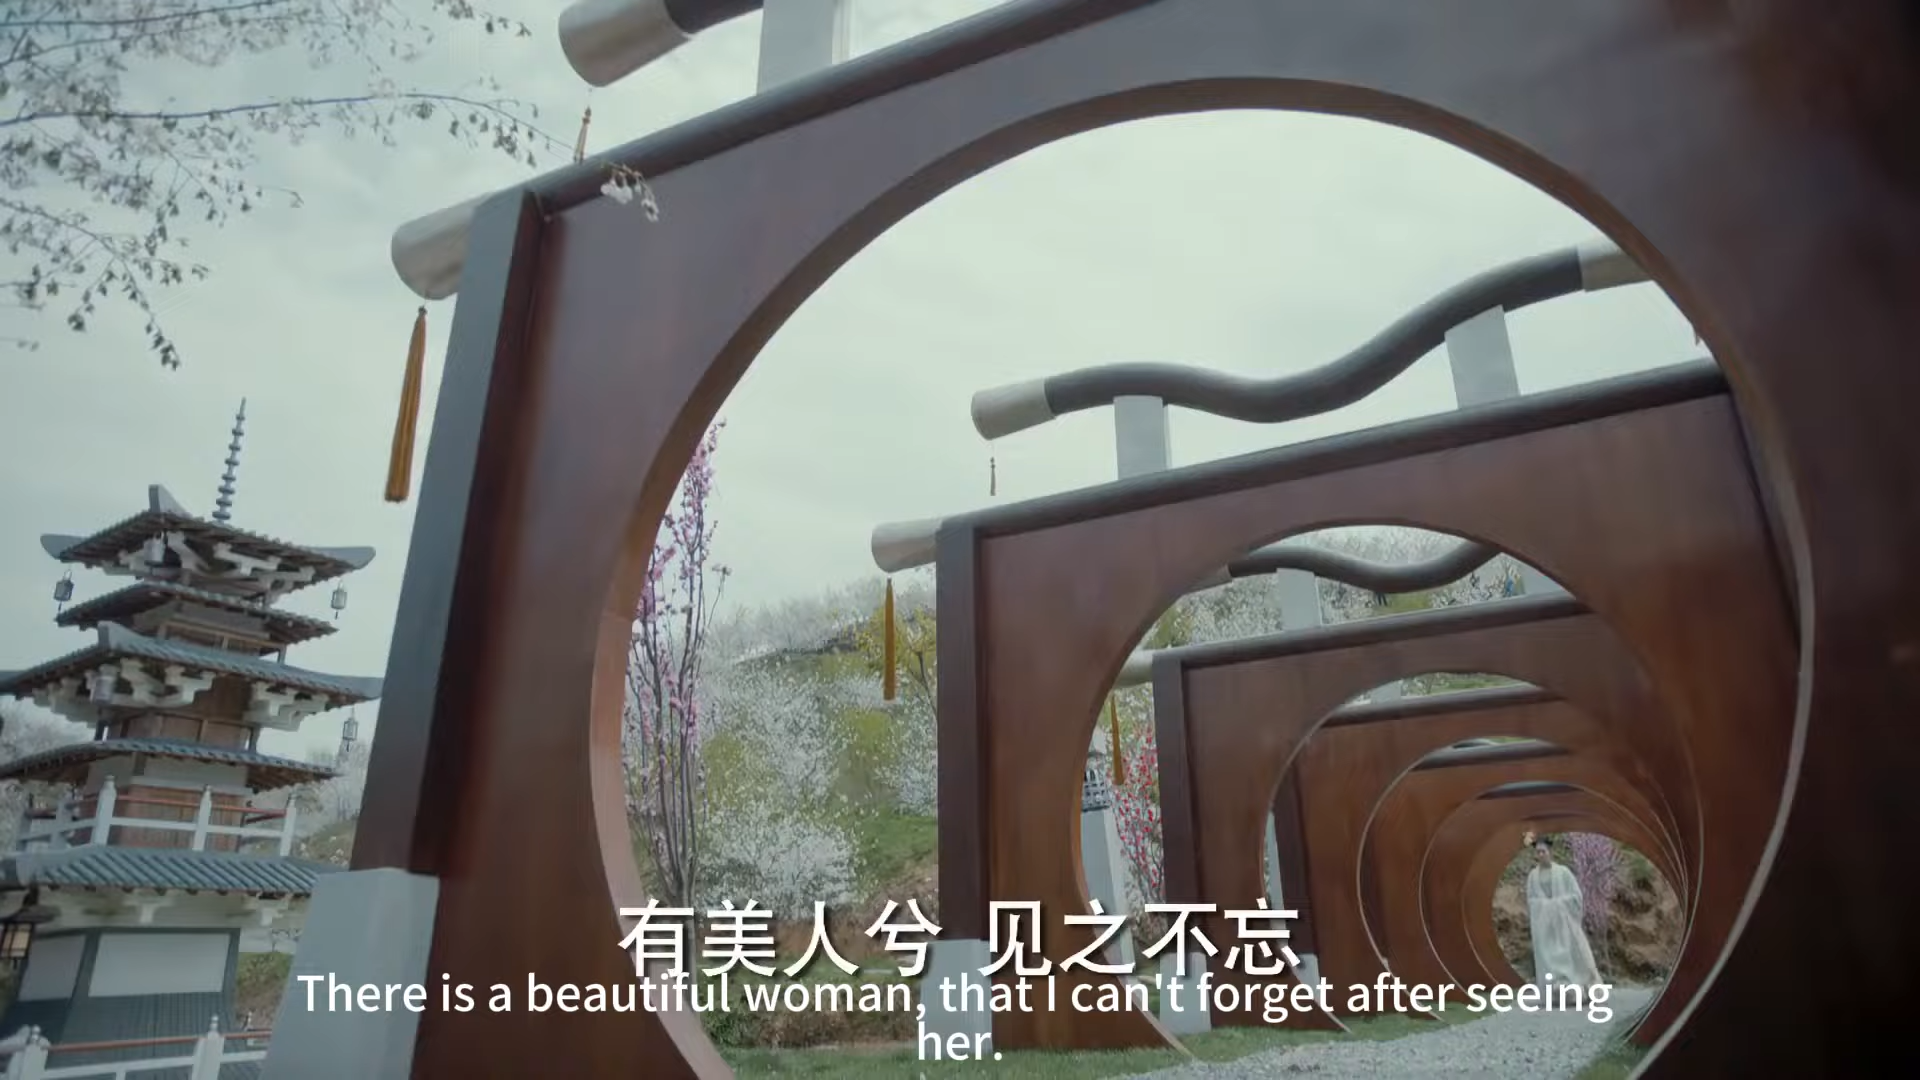 有美人兮 见之不忘
There is a beautiful woman, that I can't forget after seeing
her.